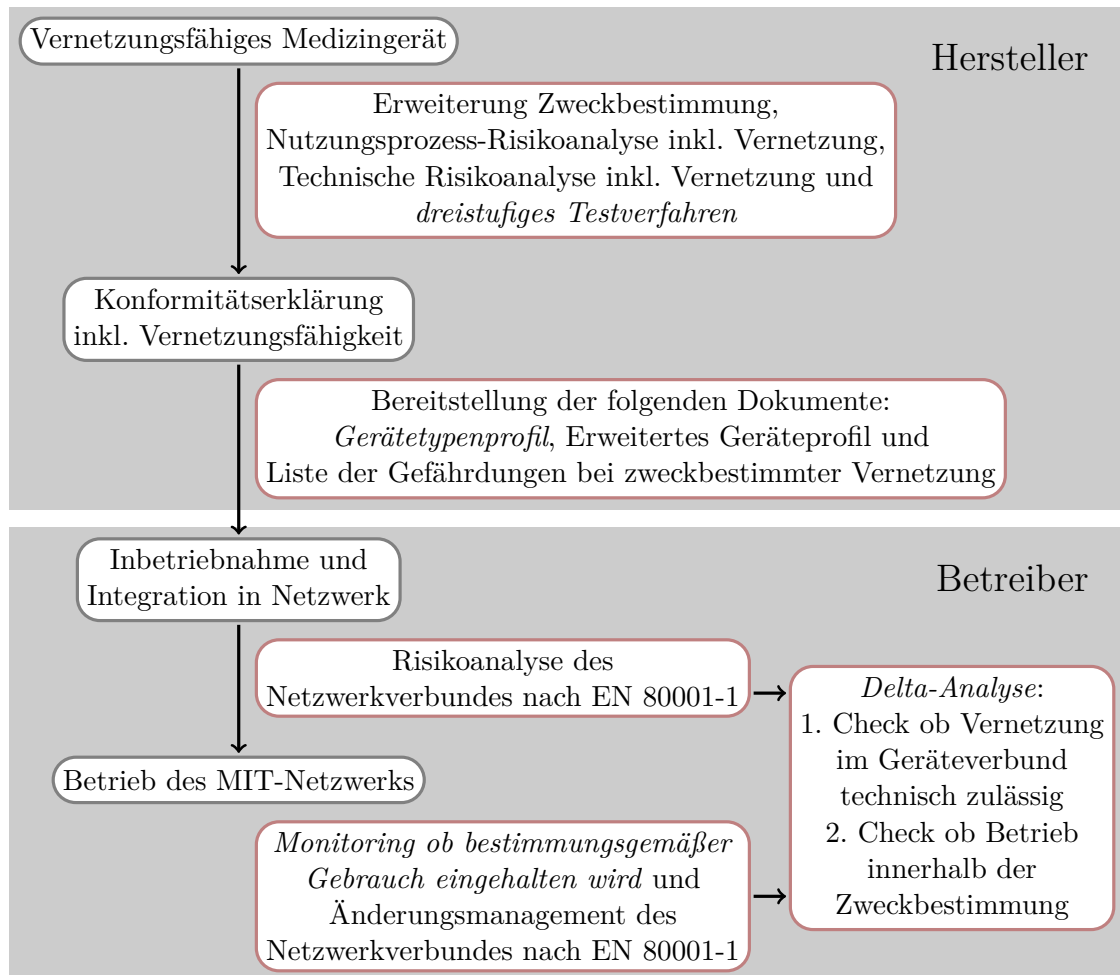 Vernetzungsfähiges Medizingerät
Hersteller
Erweiterung Zweckbestimmung,
Nutzungsprozess-Risikoanalyse inkl. Vernetzung,
Technische Risikoanalyse inkl. Vernetzung und
dreistufiges Testverfahren
Konformitätserklärung
inkl. Vernetzungsfähigkeit
Bereitstellung der folgenden Dokumente:
Gerätetypenprofil, Erweitertes Geräteprofil und
Liste der Gefährdungen bei zweckbestimmter Vernetzung
Inbetriebnahme und
Integration in Netzwerk
Betreiber
Risikoanalyse des
Netzwerkverbundes nach EN 80001-1
Delta-Analyse:
1. Check ob Vernetzung
im Geräteverbund
technisch zulässig
2. Check ob Betrieb
innerhalb der
Zweckbestimmung
Betrieb des MIT-Netzwerks
Monitoring ob bestimmungsgemäßer
Gebrauch eingehalten wird und
Änderungsmanagement des
Netzwerkverbundes nach EN 80001-1